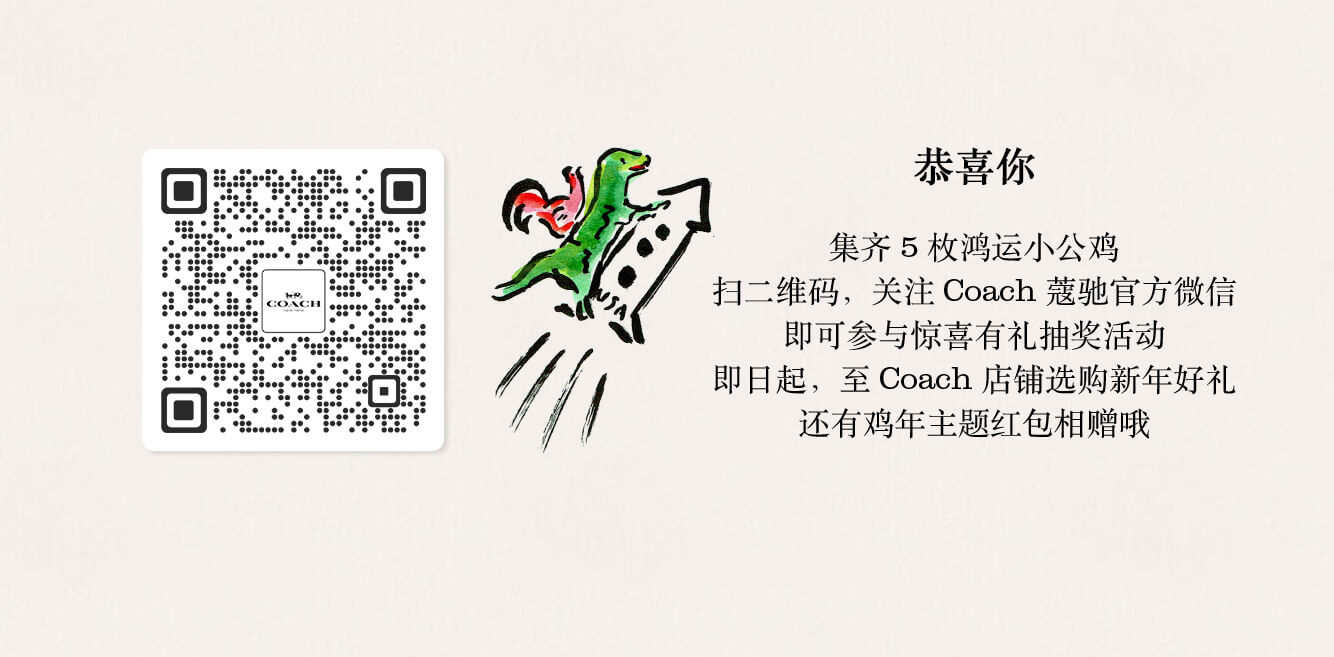 COACH
USA
恭喜你
集齐 5 枚鸿运小公鸡
扫二维码，关注 Coach 蔻驰官方微信
即可参与惊喜有礼抽奖活动
即日起，至 Coach 店铺选购新年好礼
还有鸡年主题红包相赠哦